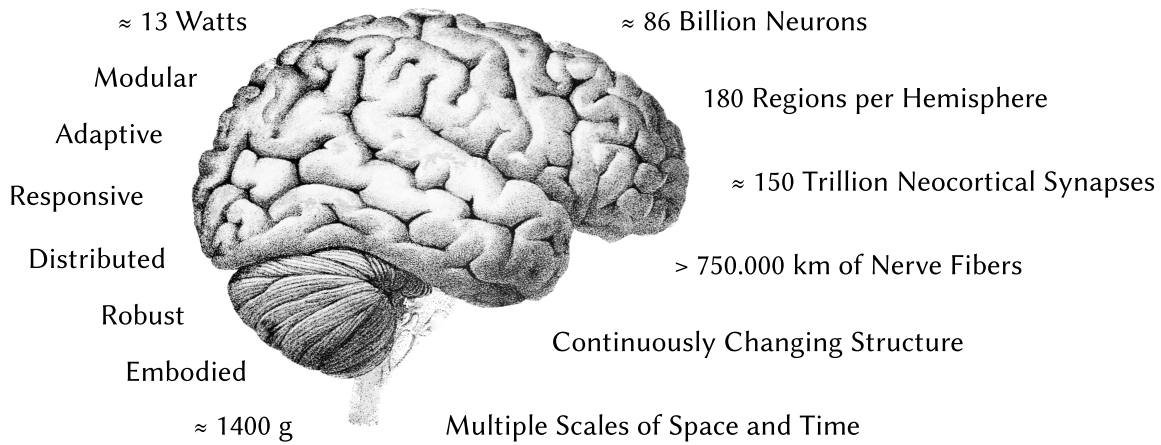 ≈ 13 Watts
Modular
Adaptive
Responsive
Distributed
Robust
Embodied
≈ 1400 g
≈ 86 Billion Neurons
180 Regions per Hemisphere
≈ 150 Trillion Neocortical Synapses
> 750.000 km of Nerve Fibers
Continuously Changing Structure
Multiple Scales of Space and Time